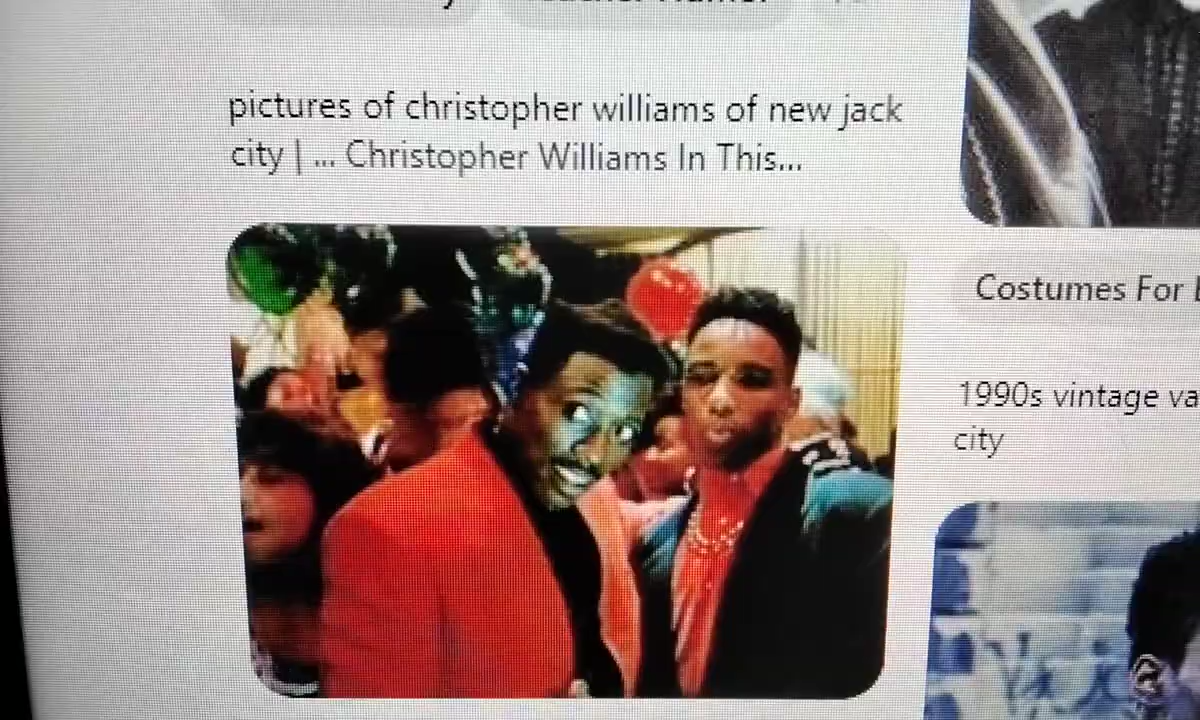 pictures of christopher williams of new jack
city | ... Christopher Williams In This...
Costumes For
1990s vintage va
city